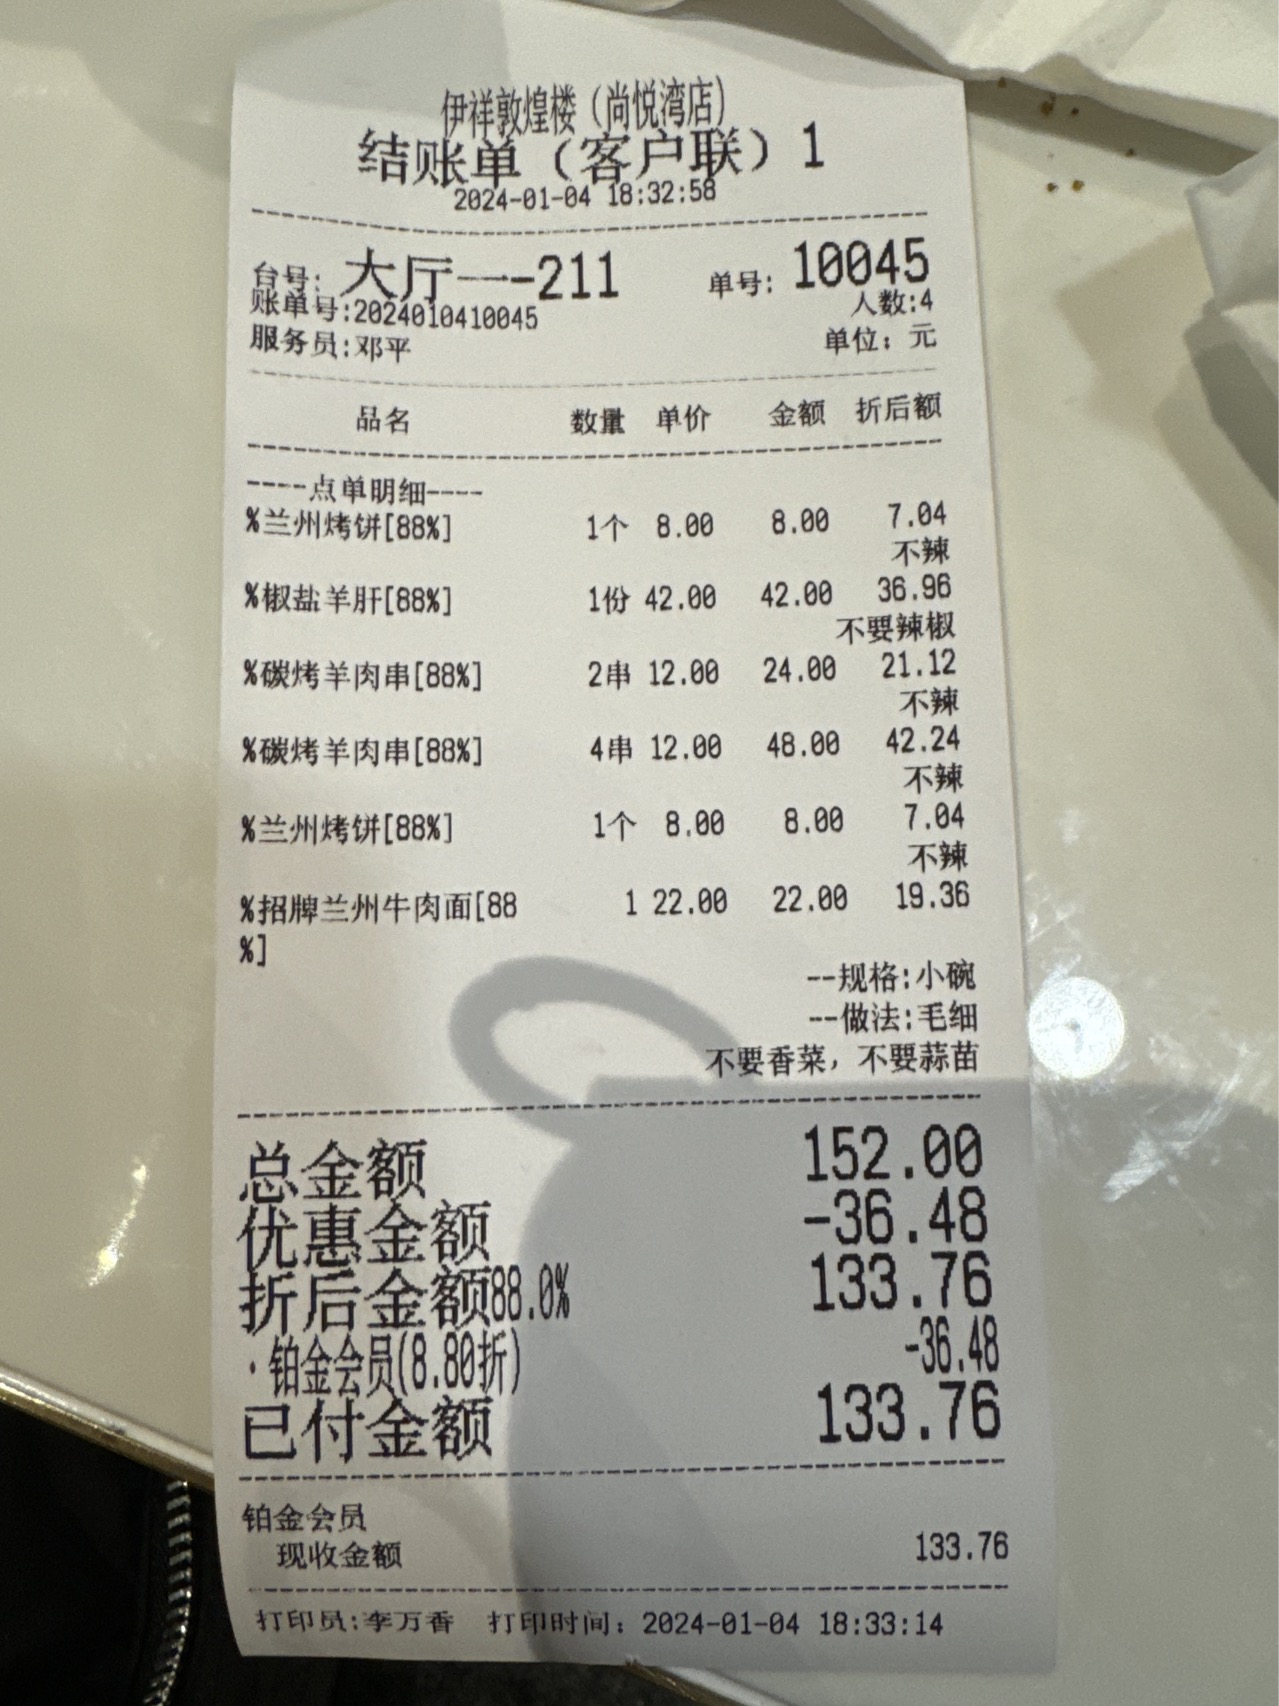 伊祥敦煌楼（尚悦湾店）
结账单（客户联）1
2024-01-04 18:32:58
台号: 大厅一-211 单号: 10045
账单号:2024010410045 人数:4
服务员:邓平 单位: 元
品名 数量 单价 金额 折后额
----点单明细----
%兰州烤饼[88%] 1个 8.00 8.00 7.04
不辣
%椒盐羊肝[88%] 1份 42.00 42.00 36.96
不要辣椒
%碳烤羊肉串[88%] 2串 12.00 24.00 21.12
不辣
%碳烤羊肉串[88%] 4串 12.00 48.00 42.24
不辣
%兰州烤饼[88%] 1个 8.00 8.00 7.04
不辣
%招牌兰州牛肉面[88 1 22.00 22.00 19.36
%]
--规格:小碗
--做法:毛细
不要香菜，不要蒜苗
总金额 152.00
优惠金额 -36.48
折后金额88.0% 133.76
·铂金会员(8.80折) -36.48
已付金额 133.76
铂金会员
现收金额 133.76
打印员:李万香 打印时间: 2024-01-04 18:33:14